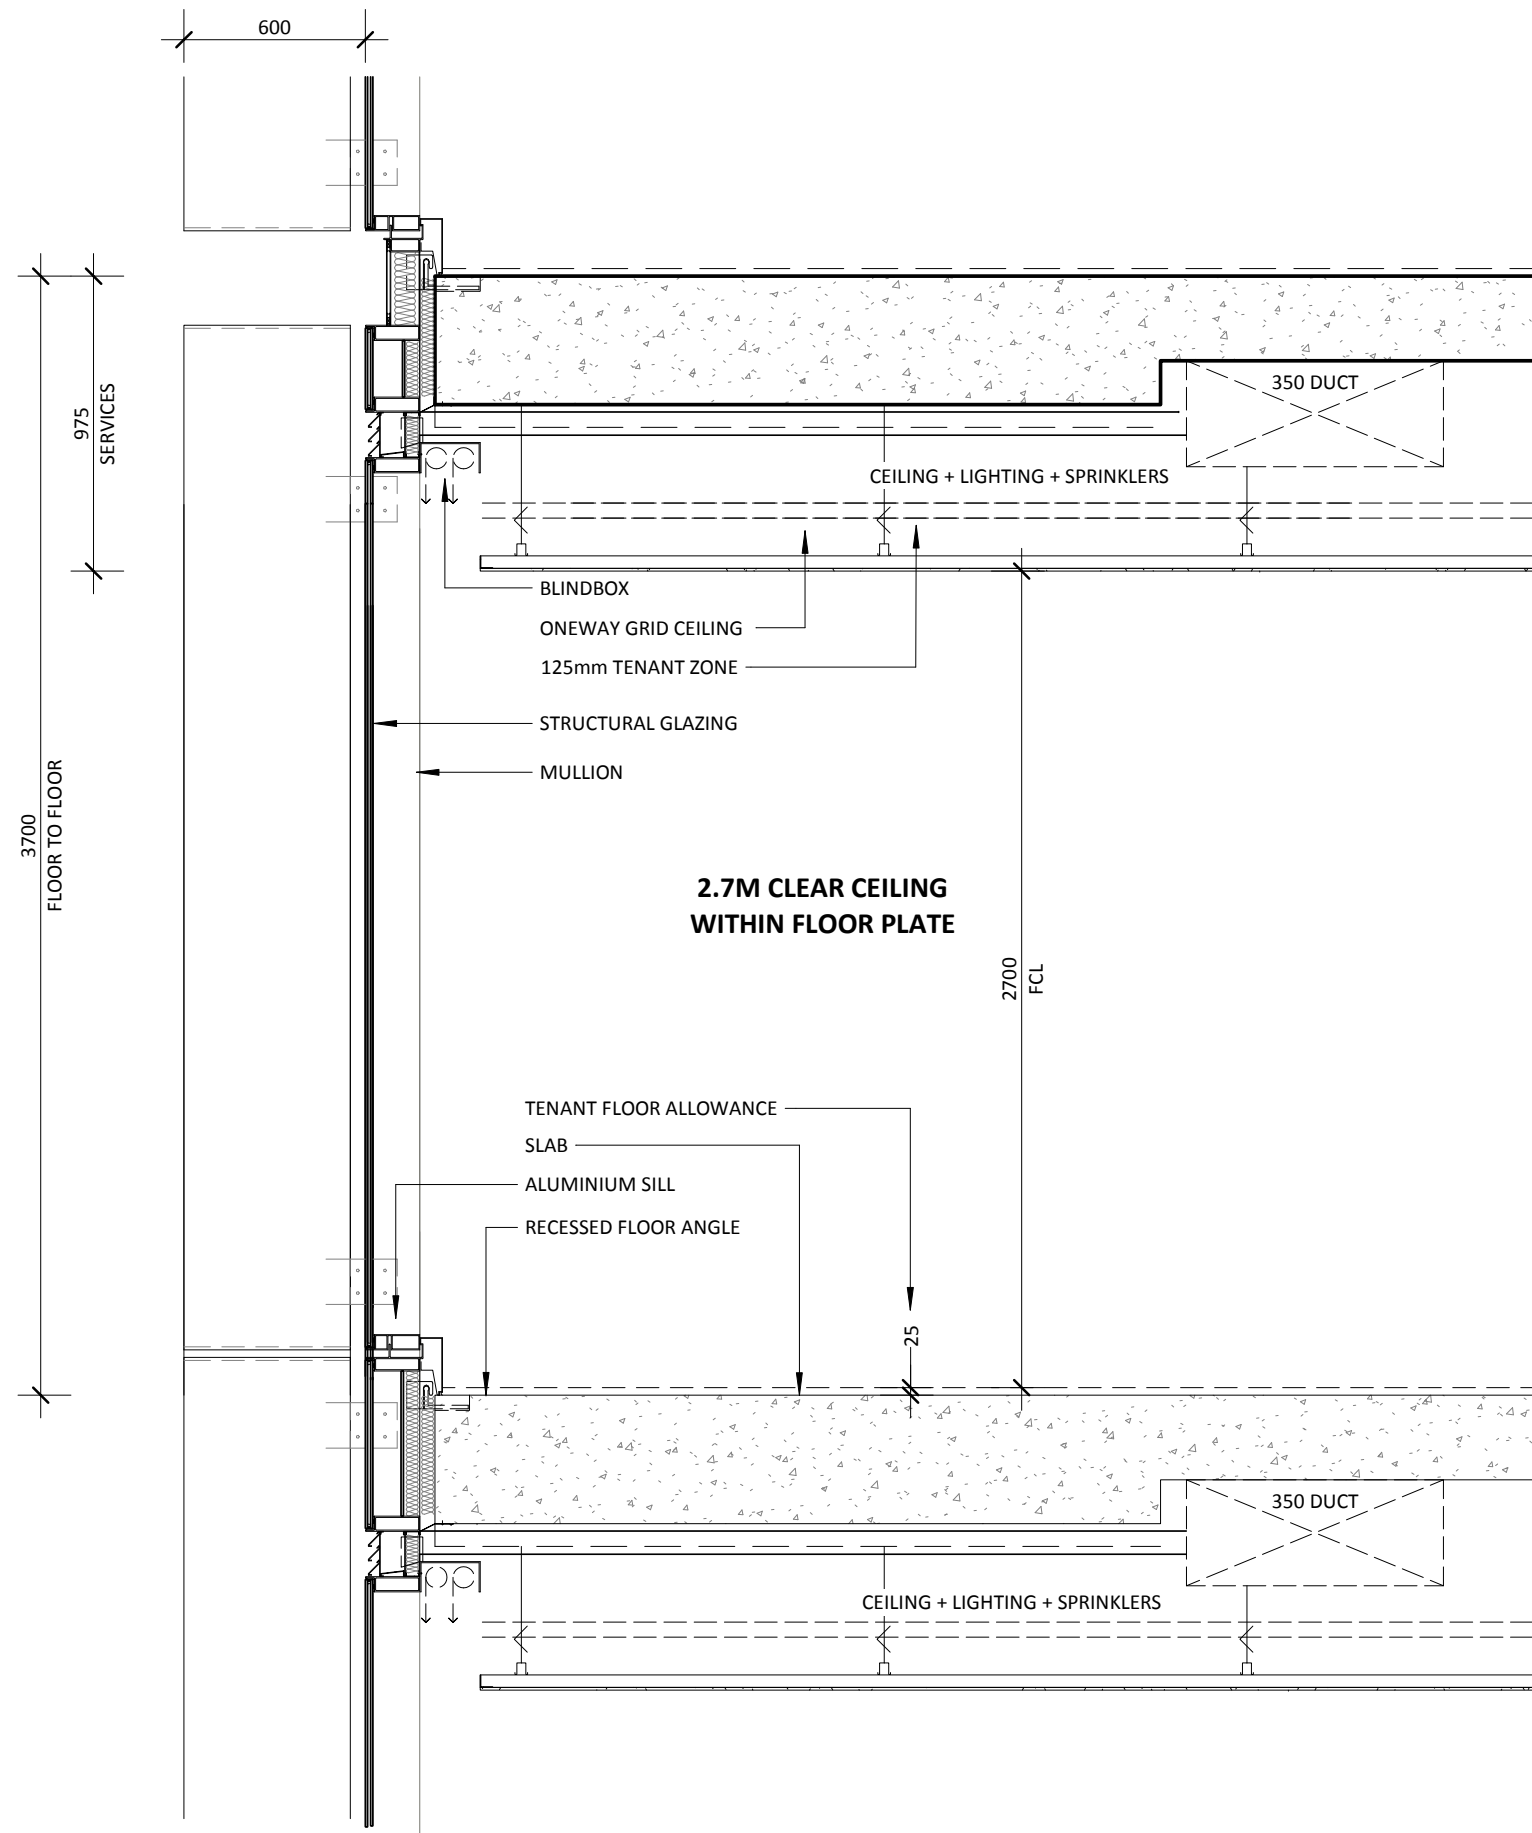 600
350 DUCT
975
SERVICES
CEILING + LIGHTING + SPRINKLERS
BLINDBOX
ONEWAY GRID CEILING
125mm TENANT ZONE
STRUCTURAL GLAZING
MULLION
3700
FLOOR TO FLOOR
2.7M CLEAR CEILING
WITHIN FLOOR PLATE
2700
FCL
TENANT FLOOR ALLOWANCE
SLAB
ALUMINIUM SILL
RECESSED FLOOR ANGLE
25
350 DUCT
CEILING + LIGHTING + SPRINKLERS